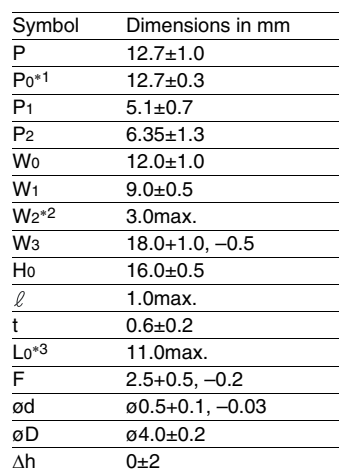 Symbol Dimensions in mm
P 12.7±1.0
P0*1 12.7±0.3
P1 5.1±0.7
P2 6.35±1.3
W0 12.0±1.0
W1 9.0±0.5
W2*2 3.0max.
W3 18.0+1.0, –0.5
H0 16.0±0.5
ℓ 1.0max.
t 0.6±0.2
L0*3 11.0max.
F 2.5+0.5, –0.2
ød ø0.5+0.1, –0.03
øD ø4.0±0.2
Δh 0±2